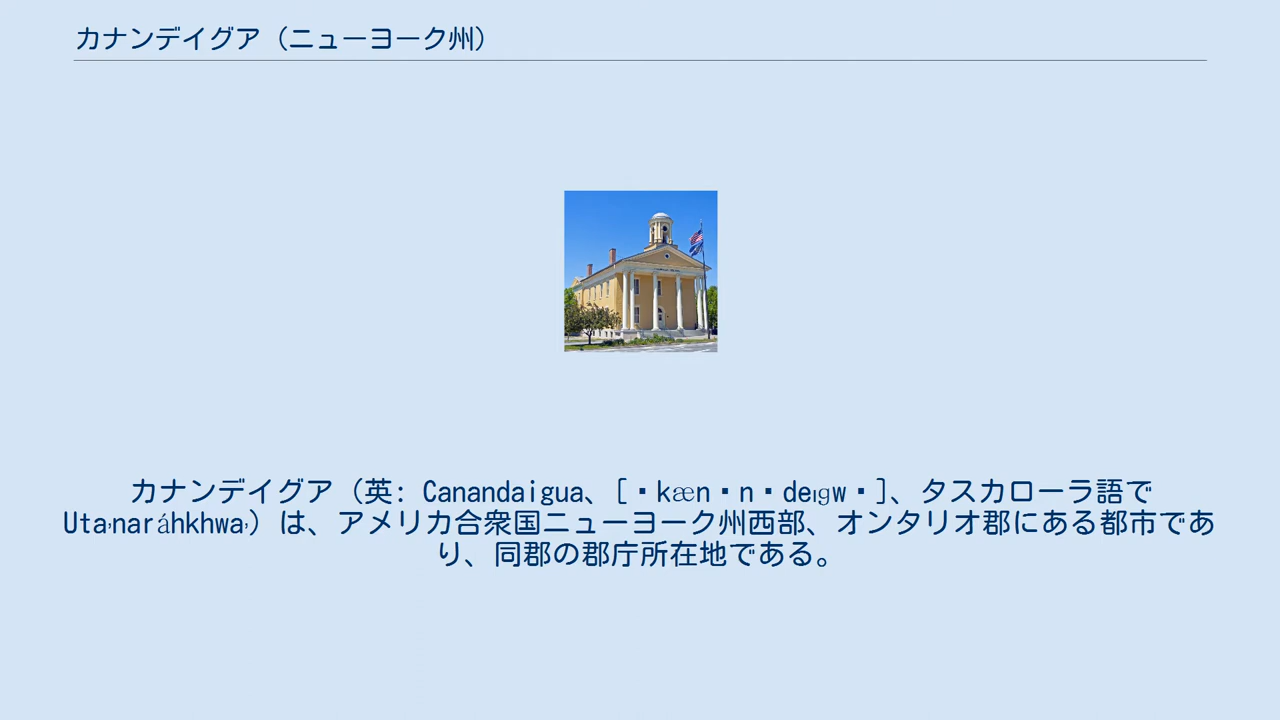 カナンデイグア（ニューヨーク州）
カナンデイグア（英: Canandaigua、[・kæn・n・deɪɡw・]、タスカローラ語で
Utaʼnaráhkhwaʼ）は、アメリカ合衆国ニューヨーク州西部、オンタリオ郡にある都市であ
り、同郡の郡庁所在地である。